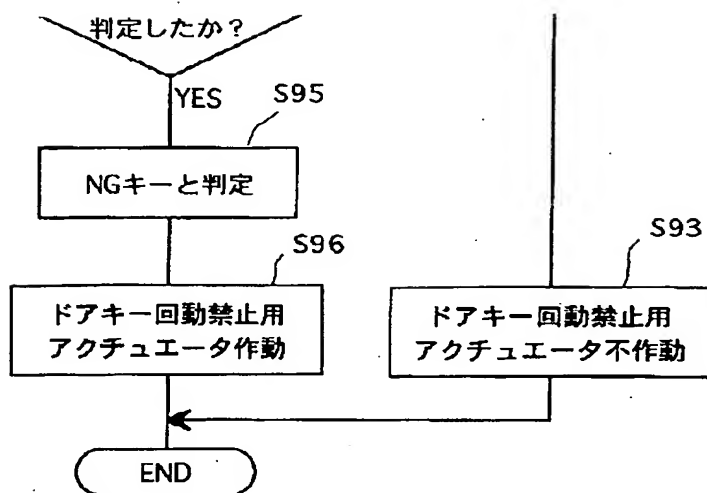 判定したか？
YES
S95
NGキーと判定
S96
ドアキー回動禁止用
アクチュエータ作動
S93
ドアキー回動禁止用
アクチュエータ不作動
END